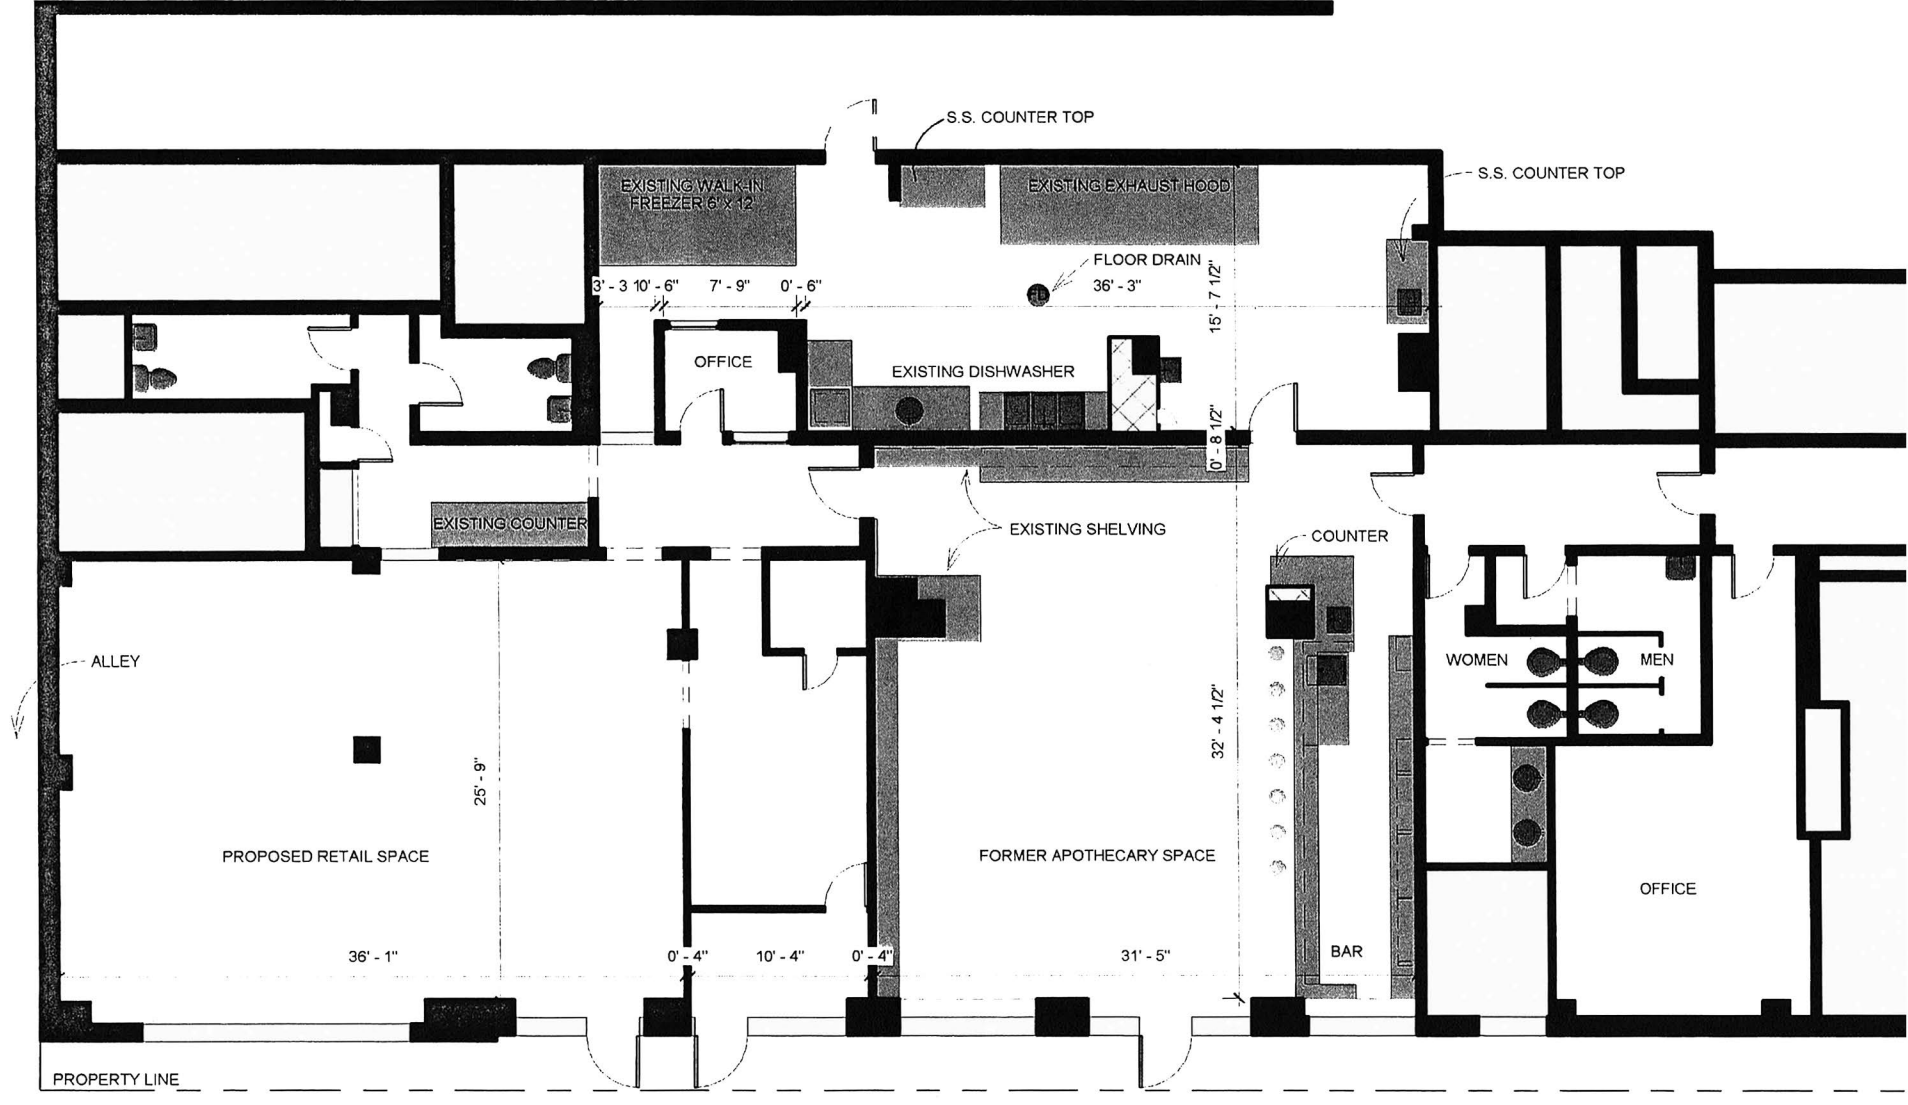 S.S. COUNTER TOP
S.S. COUNTER TOP
EXISTING WALK-IN
FREEZER 6' x 12'
EXISTING EXHAUST HOOD
FLOOR DRAIN
FD
3' - 3 10' - 6"
7' - 9"
0' - 6"
36' - 3"
15' - 7 1/2"
OFFICE
EXISTING DISHWASHER
0' - 8 1/2"
EXISTING COUNTER
EXISTING SHELVING
COUNTER
ALLEY
WOMEN
MEN
32' - 4 1/2"
25' - 9"
PROPOSED RETAIL SPACE
FORMER APOTHECARY SPACE
OFFICE
BAR
36' - 1"
0' - 4"
10' - 4"
0' - 4"
31' - 5"
PROPERTY LINE